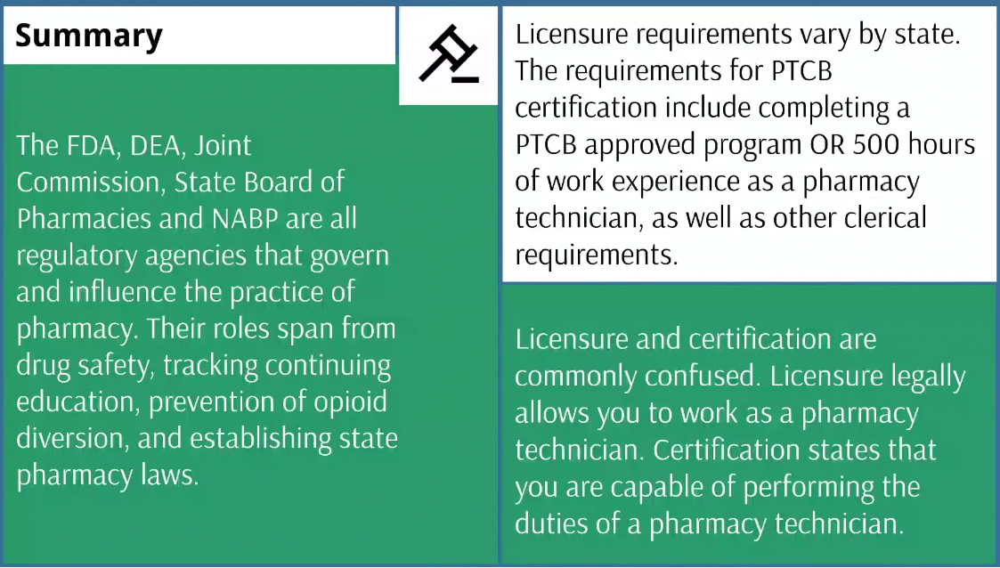 Summary
The FDA, DEA, Joint
Commission, State Board of
Pharmacies and NABP are all
regulatory agencies that govern
and influence the practice of
pharmacy. Their roles span from
drug safety, tracking continuing
education, prevention of opioid
diversion, and establishing state
pharmacy laws.
Licensure requirements vary by state.
The requirements for PTCB
certification include completing a
PTCB approved program OR 500 hours
of work experience as a pharmacy
technician, as well as other clerical
requirements.
Licensure and certification are
commonly confused. Licensure legally
allows you to work as a pharmacy
technician. Certification states that
you are capable of performing the
duties of a pharmacy technician.